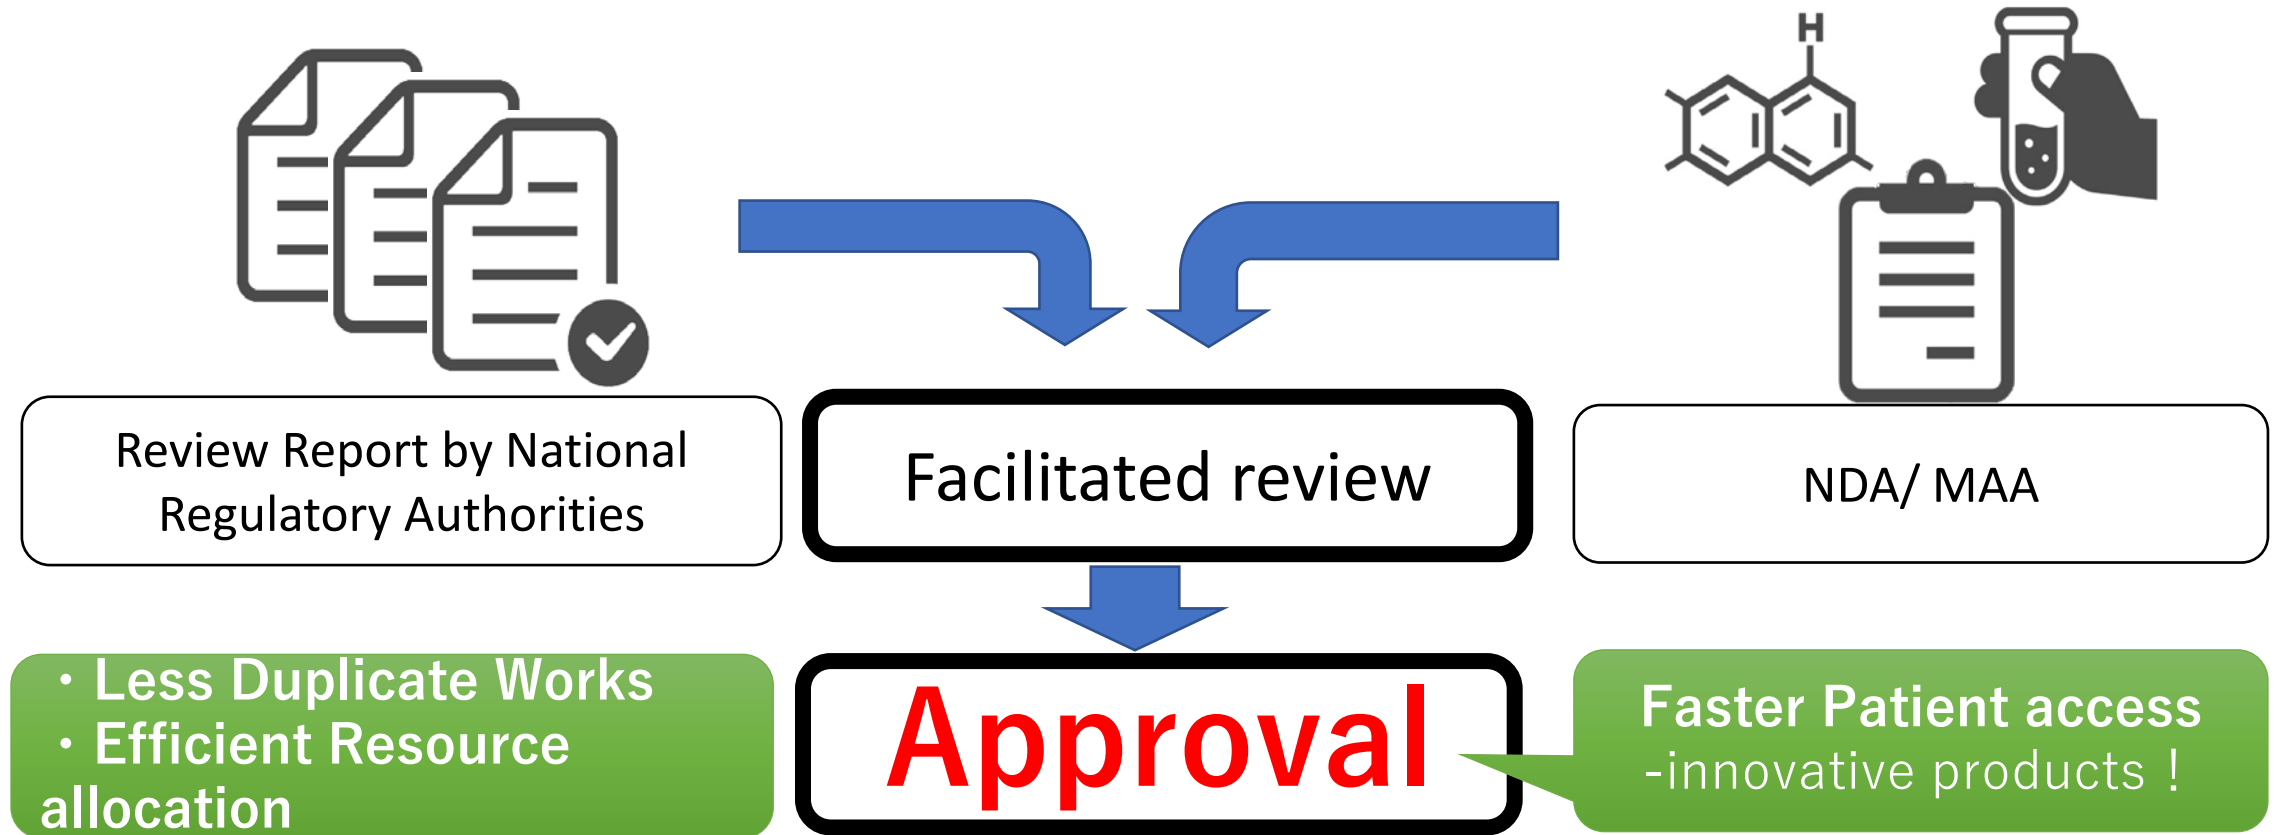 H
Review Report by National
Regulatory Authorities
Facilitated review
NDA/ MAA
・Less Duplicate Works
・Efficient Resource
allocation
Approval
Faster Patient access
-innovative products！